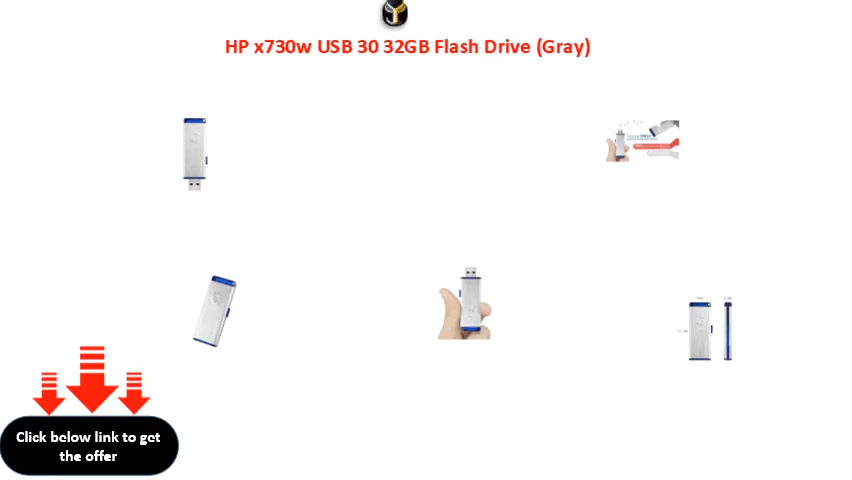 HP x730w USB 30 32GB Flash Drive (Gray)
Click below link to get
the offer